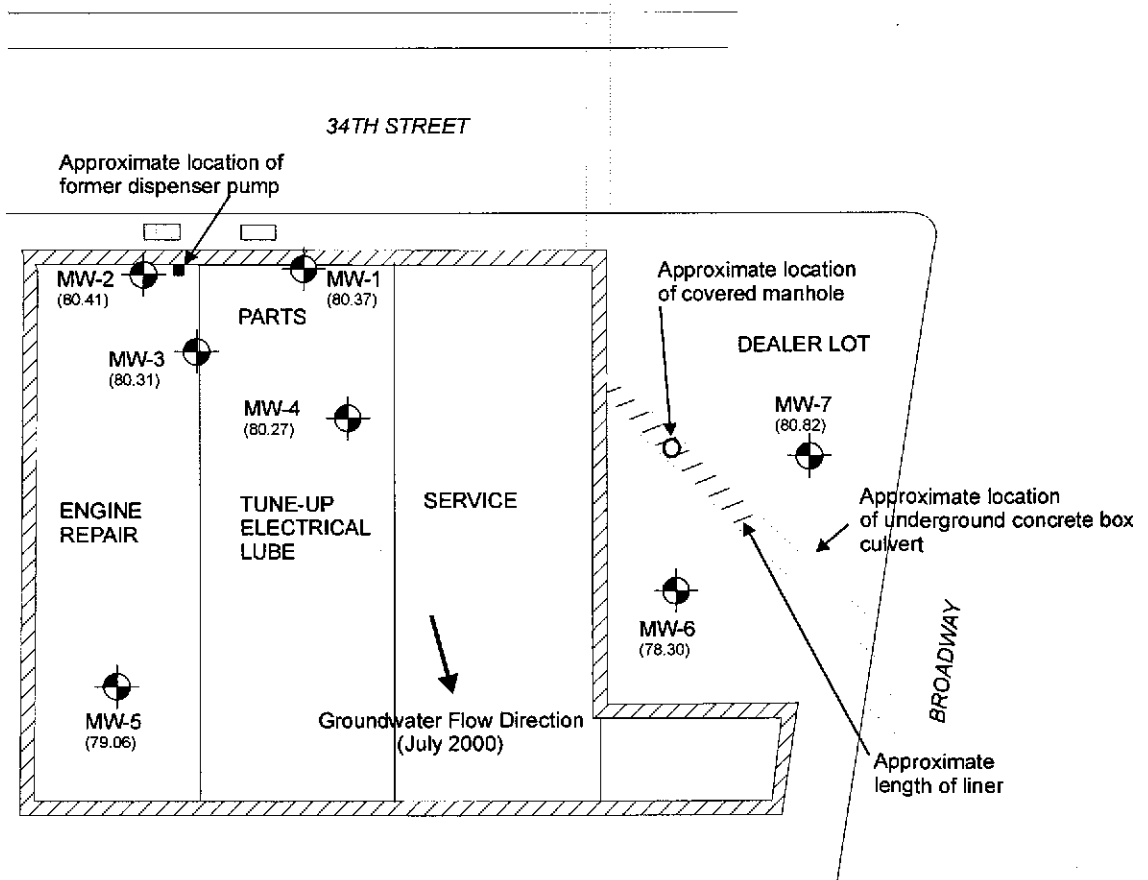 34TH STREET
Approximate location of
former dispenser pump
MW-2
(80.41)
MW-1
(80.37)
PARTS
MW-3
(80.31)
MW-4
(80.27)
Approximate location
of covered manhole
DEALER LOT
MW-7
(80.82)
ENGINE
REPAIR
TUNE-UP
ELECTRICAL
LUBE
SERVICE
Approximate location
of underground concrete box
culvert
MW-6
(78.30)
BROADWAY
MW-5
(79.06)
Groundwater Flow Direction
(July 2000)
Approximate
length of liner